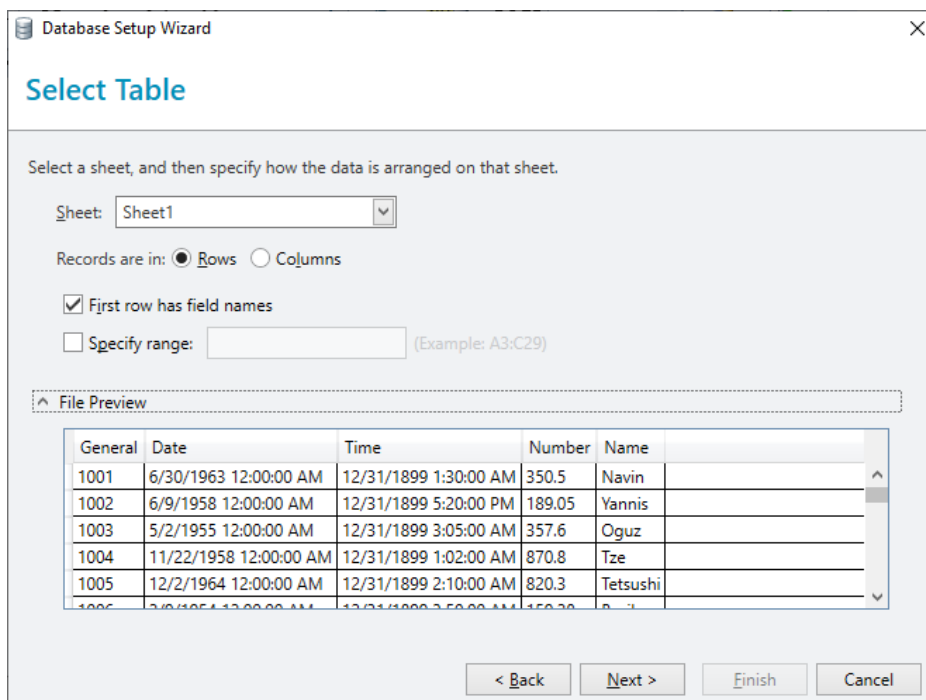 Database Setup Wizard
Select Table
Select a sheet, and then specify how the data is arranged on that sheet.
Sheet: Sheet1
Records are in: Rows Columns
First row has field names
Specify range: (Example: A3:C29)
File Preview
General Date Time Number Name
1001 6/30/1963 12:00:00 AM 12/31/1899 1:30:00 AM 350.5 Navin
1002 6/9/1958 12:00:00 AM 12/31/1899 5:20:00 PM 189.05 Yannis
1003 5/2/1955 12:00:00 AM 12/31/1899 3:05:00 AM 357.6 Oguz
1004 11/22/1958 12:00:00 AM 12/31/1899 1:02:00 AM 870.8 Tze
1005 12/2/1964 12:00:00 AM 12/31/1899 2:10:00 AM 820.3 Tetsushi
< Back Next > Finish Cancel